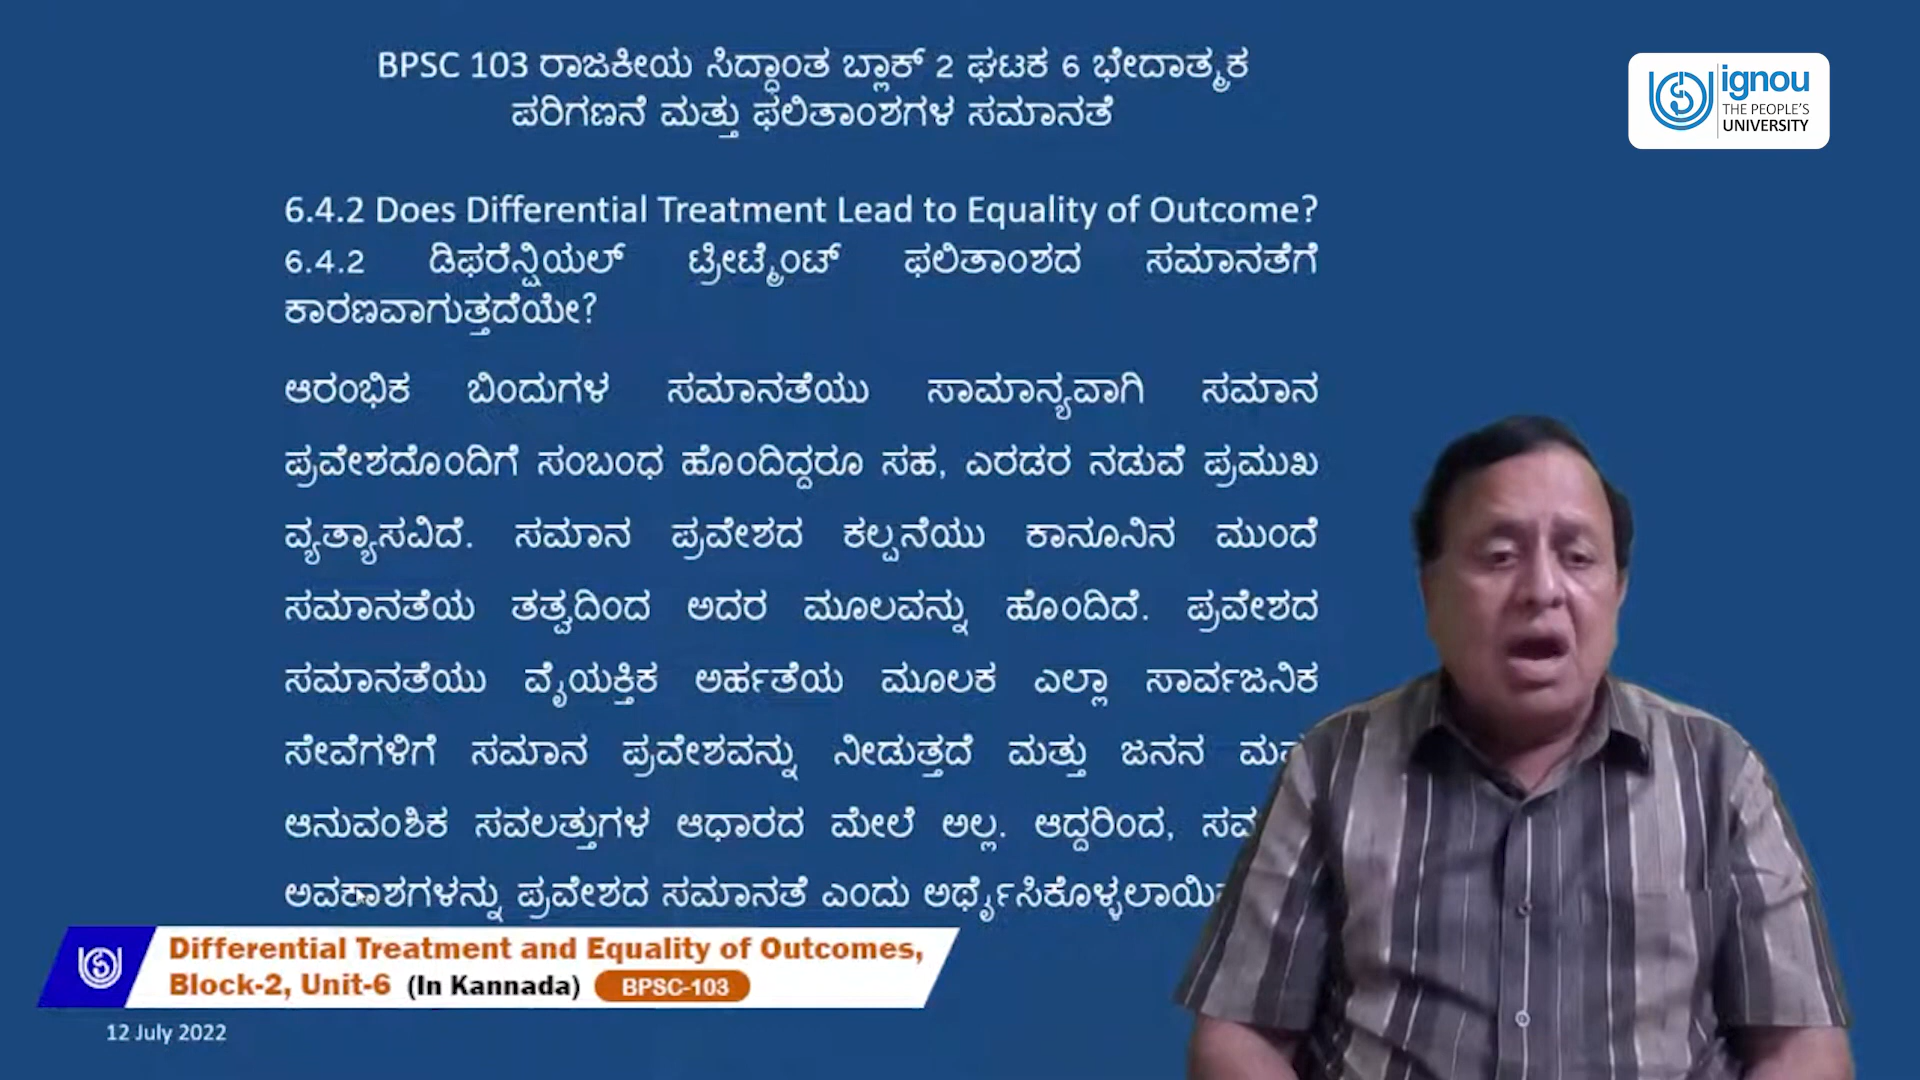 BPSC 103 ರಾಜಕೀಯ ಸಿದ್ಧಾಂತ ಬ್ಲಾಕ್ 2 ಘಟಕ 6 ಭೇದಾತ್ಮಕ
ಪರಿಗಣನೆ ಮತ್ತು ಫಲಿತಾಂಶಗಳ ಸಮಾನತೆ
ignou
THE PEOPLE'S
UNIVERSITY
6.4.2 Does Differential Treatment Lead to Equality of Outcome?
6.4.2 ಡಿಫರೆನ್ಷಿಯಲ್ ಟ್ರೀಟ್ಮೆಂಟ್ ಫಲಿತಾಂಶದ ಸಮಾನತೆಗೆ
ಕಾರಣವಾಗುತ್ತದೆಯೇ?
ಆರಂಭಿಕ ಬಿಂದುಗಳ ಸಮಾನತೆಯು ಸಾಮಾನ್ಯವಾಗಿ ಸಮಾನ
ಪ್ರವೇಶದೊಂದಿಗೆ ಸಂಬಂಧ ಹೊಂದಿದ್ದರೂ ಸಹ, ಎರಡರ ನಡುವೆ ಪ್ರಮುಖ
ವ್ಯತ್ಯಾಸವಿದೆ. ಸಮಾನ ಪ್ರವೇಶದ ಕಲ್ಪನೆಯು ಕಾನೂನಿನ ಮುಂದೆ
ಸಮಾನತೆಯ ತತ್ವದಿಂದ ಅದರ ಮೂಲವನ್ನು ಹೊಂದಿದೆ. ಪ್ರವೇಶದ
ಸಮಾನತೆಯು ವೈಯಕ್ತಿಕ ಅರ್ಹತೆಯ ಮೂಲಕ ಎಲ್ಲಾ ಸಾರ್ವಜನಿಕ
ಸೇವೆಗಳಿಗೆ ಸಮಾನ ಪ್ರವೇಶವನ್ನು ನೀಡುತ್ತದೆ ಮತ್ತು ಜನನ
ಆನುವಂಶಿಕ ಸವಲತ್ತುಗಳ ಆಧಾರದ ಮೇಲೆ ಅಲ್ಲ. ಆದ್ದರಿಂದ,
ಅವಕಾಶಗಳನ್ನು ಪ್ರವೇಶದ ಸಮಾನತೆ ಎಂದು
Differential Treatment and Equality of Outcomes,
Block-2, Unit-6 (In Kannada) BPSC-103
12 July 2022